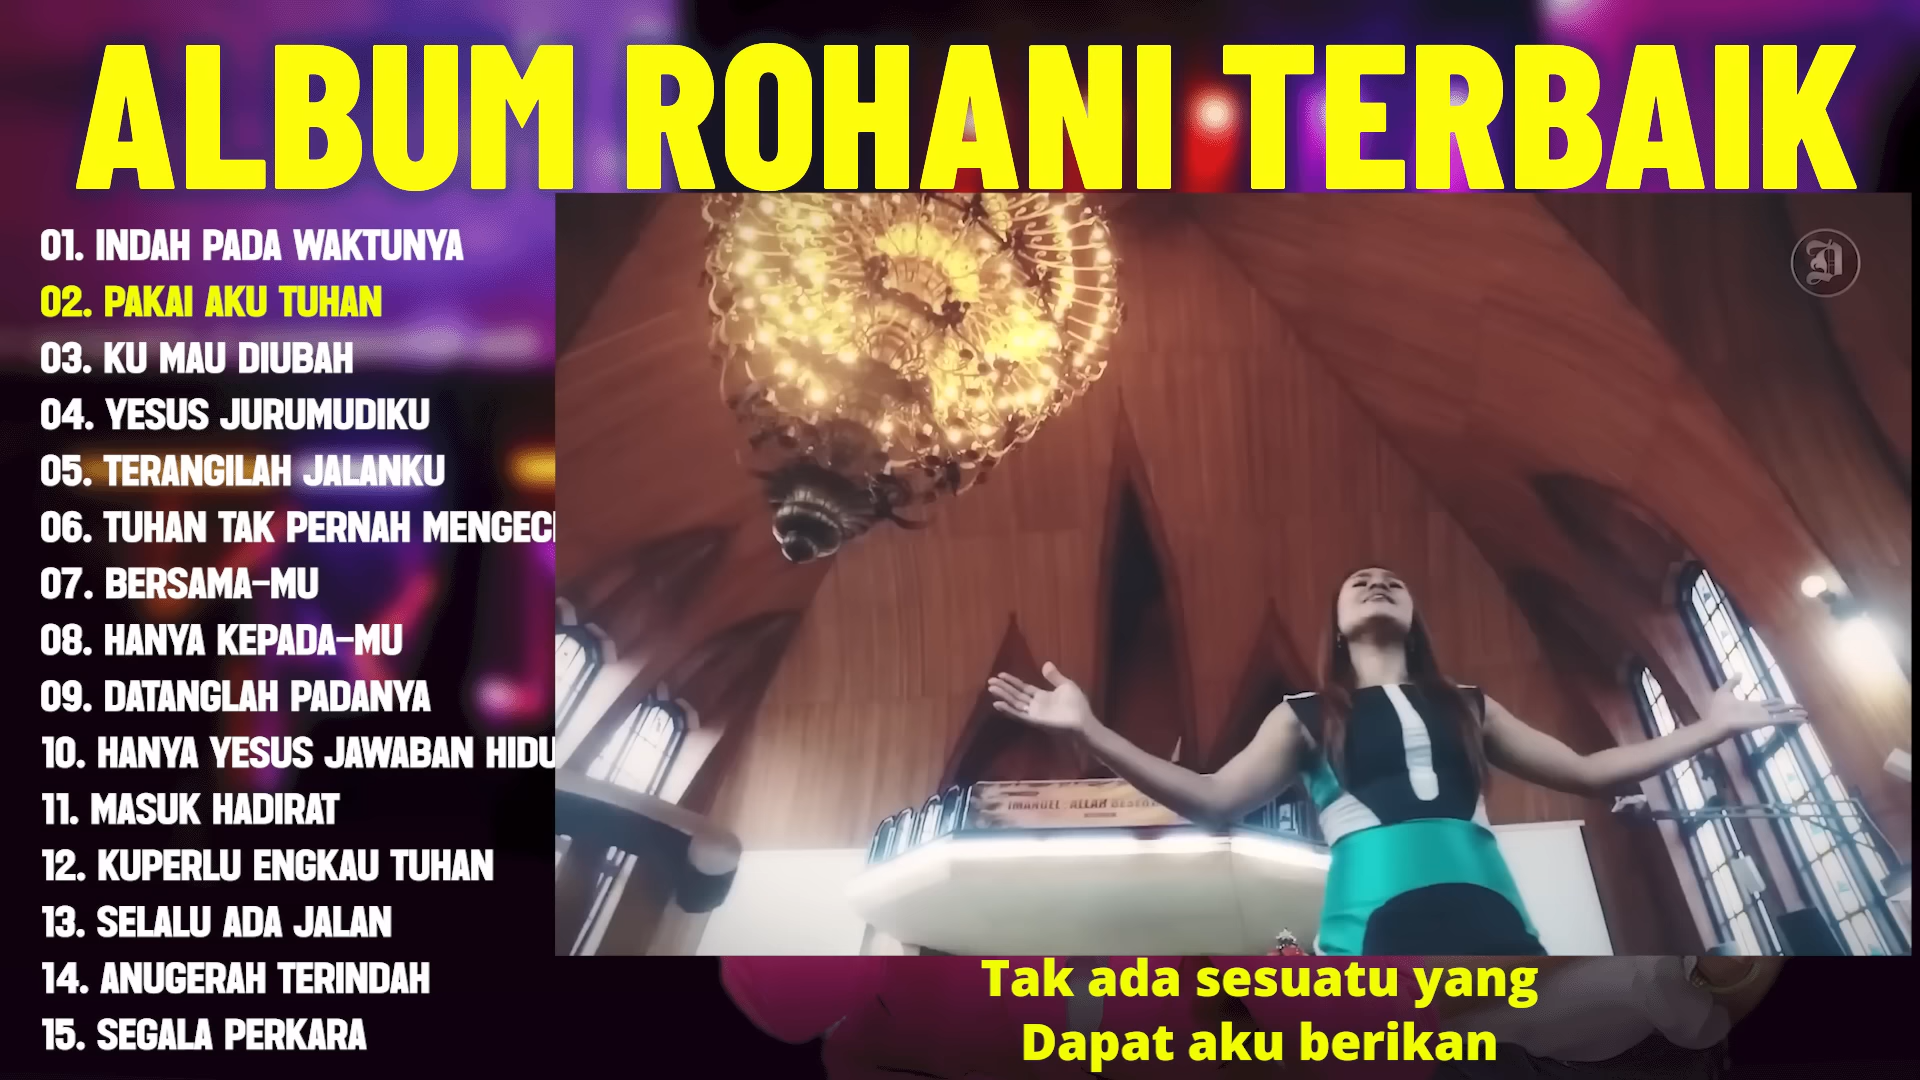 ALBUM ROHANI TERBAIK
01. INDAH PADA WAKTUNYA
02. PAKAI AKU TUHAN
03. KU MAU DIUBAH
04. YESUS JURUMUDIKU
05. TERANGILAH JALANKU
06. TUHAN TAK PERNAH
07. BERSAMA-MU
08. HANYA KEPADA-MU
09. DATANGLAH PADANYA
10. HANYA YESUS JAWABAN HIDU
11. MASUK HADIRAT
12. KUPERLU ENGKAU TUHAN
13. SELALU ADA JALAN
14. ANUGERAH TERINDAH
15. SEGALA PERKARA
IMANUEL: ALLAH
Tak ada sesuatu yang
Dapat aku berikan